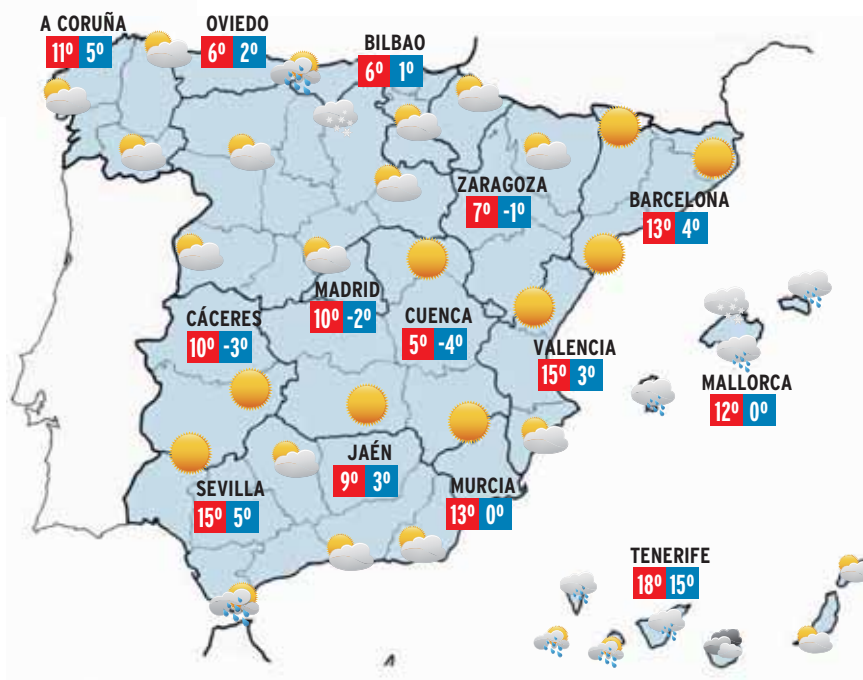 A CORUÑA
11º 5º
OVIEDO
6º 2º
BILBAO
6º 1º
ZARAGOZA
7º -1º
BARCELONA
13º 4º
MADRID
10º -2º
CÁCERES
10º -3º
CUENCA
5º -4º
VALENCIA
15º 3º
MALLORCA
12º 0º
JAÉN
9º 3º
SEVILLA
15º 5º
MURCIA
13º 0º
TENERIFE
18º 15º